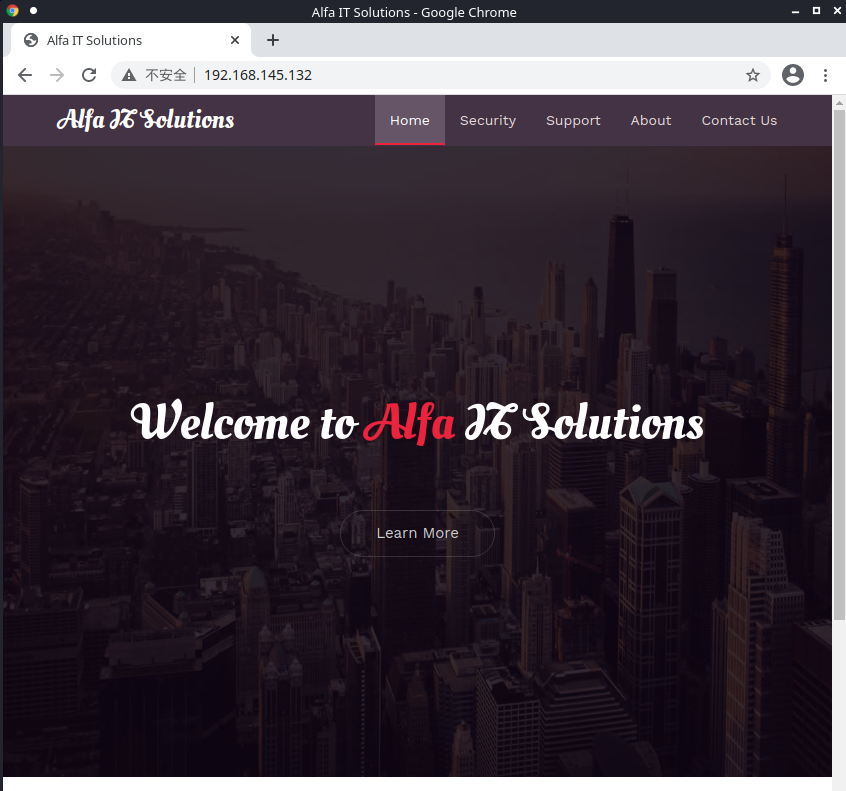 Alfa IT Solutions - Google Chrome
Alfa IT Solutions
不安全 192.168.145.132
Alfa IT Solutions
Home Security Support About Contact Us
Welcome to Alfa IT Solutions
Learn More